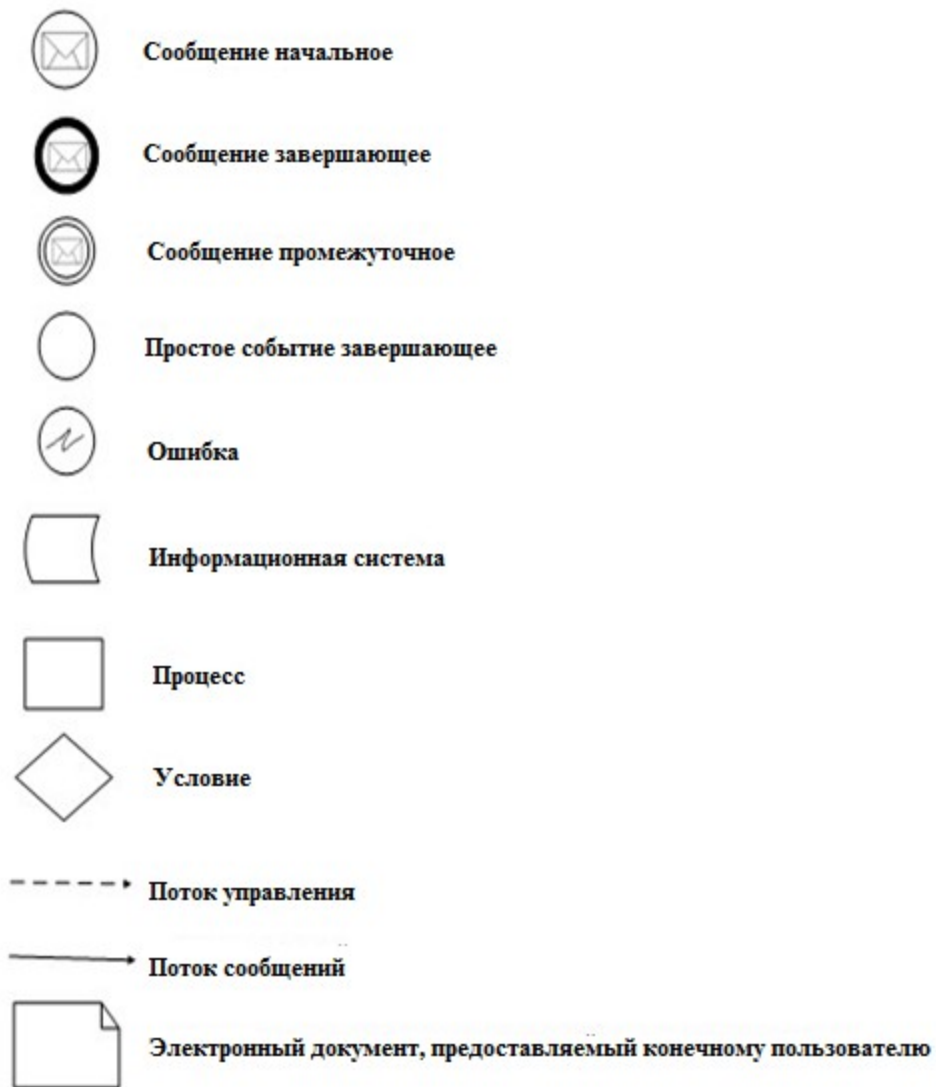 Сообщение начальное
Сообщение завершающее
Сообщение промежуточное
Простое событие завершающее
Ошибка
Информационная система
Процесс
Условие
Поток управления
Поток сообщений
Электронный документ, предоставляемый конечному пользователю